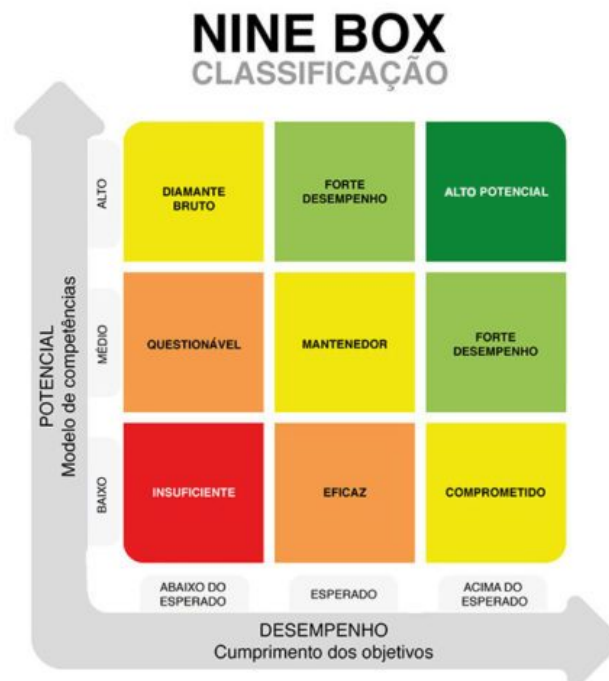 NINE BOX
CLASSIFICAÇÃO
POTENCIAL
Modelo de competências
ALTO
DIAMANTE
BRUTO
FORTE
DESEMPENHO
ALTO POTENCIAL
MÉDIO
QUESTIONÁVEL
MANTENEDOR
FORTE
DESEMPENHO
BAIXO
INSUFICIENTE
EFICAZ
COMPROMETIDO
ABAIXO DO
ESPERADO
ESPERADO
ACIMA DO
ESPERADO
DESEMPENHO
Cumprimento dos objetivos